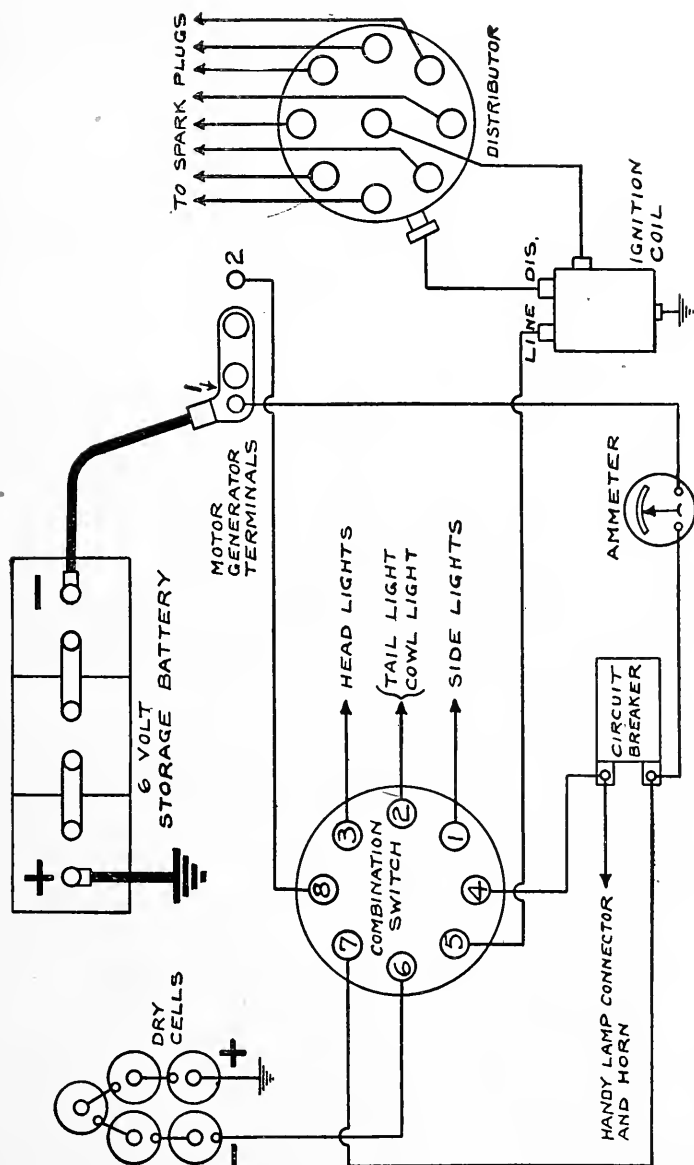 DRY
CELLS
+
−
+
−
6 VOLT
STORAGE BATTERY
TO SPARK PLUGS
1
2
MOTOR
GENERATOR
TERMINALS
DISTRIBUTOR
HEAD LIGHTS
TAIL LIGHT
COWL LIGHT
SIDE LIGHTS
7
8
3
6
COMBINATION
SWITCH
2
5
4
1
LINE
DIS.
IGNITION
COIL
AMMETER
CIRCUIT
BREAKER
HANDY LAMP CONNECTOR
AND HORN